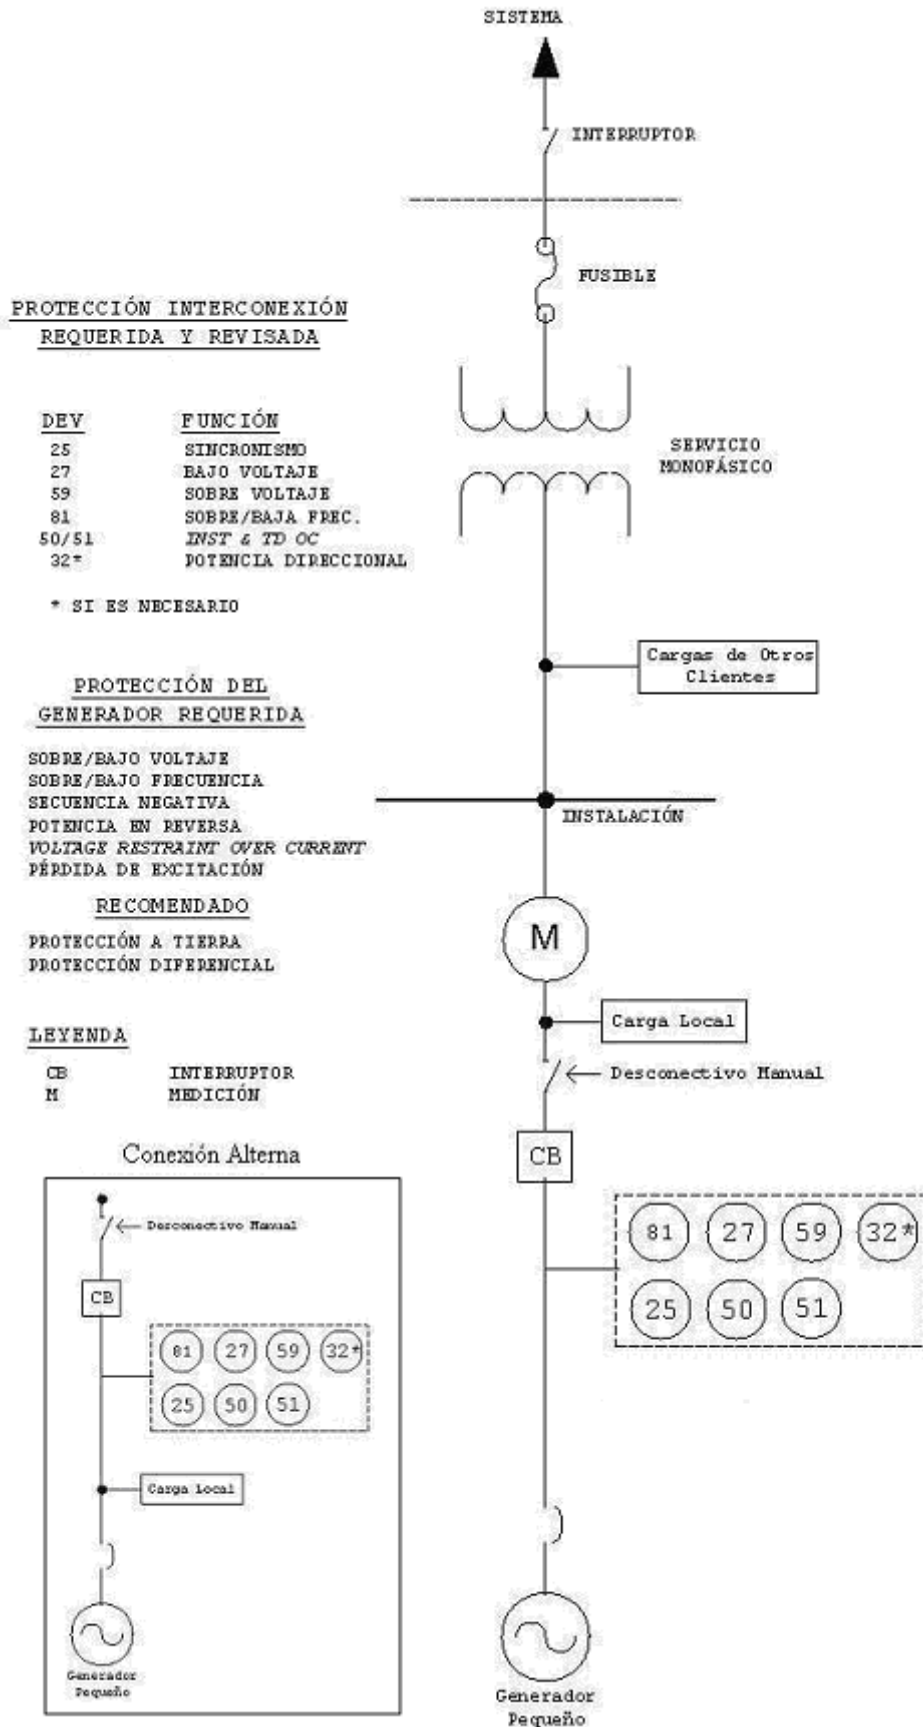 SISTEMA
INTERRUPTOR
FUSIBLE
PROTECCIÓN INTERCONEXIÓN
REQUERIDA Y REVISADA
DEV FUNCIÓN
25 SINCRONISMO
27 BAJO VOLTAJE
59 SOBRE VOLTAJE
81 SOBRE/BAJA FREC.
50/51 INST & TD OC
32* POTENCIA DIRECCIONAL
* SI ES NECESARIO
SERVICIO
MONOFÁSICO
Cargas de Otros
Clientes
PROTECCIÓN DEL
GENERADOR REQUERIDA
SOBRE/BAJO VOLTAJE
SOBRE/BAJO FRECUENCIA
SECUENCIA NEGATIVA
POTENCIA EN REVERSA
VOLTAGE RESTRAINT OVER CURRENT
PÉRDIDA DE EXCITACIÓN
INSTALACIÓN
RECOMENDADO
PROTECCIÓN A TIERRA
PROTECCIÓN DIFERENCIAL
M
Carga Local
Desconectivo Manual
CB
LEYENDA
CB INTERRUPTOR
M MEDICIÓN
81 27 59 32*
25 50 51
Generador
Pequeño
Conexión Alterna
Desconectivo Manual
CB
81 27 59 32*
25 50 51
Carga Local
Generador
Pequeño